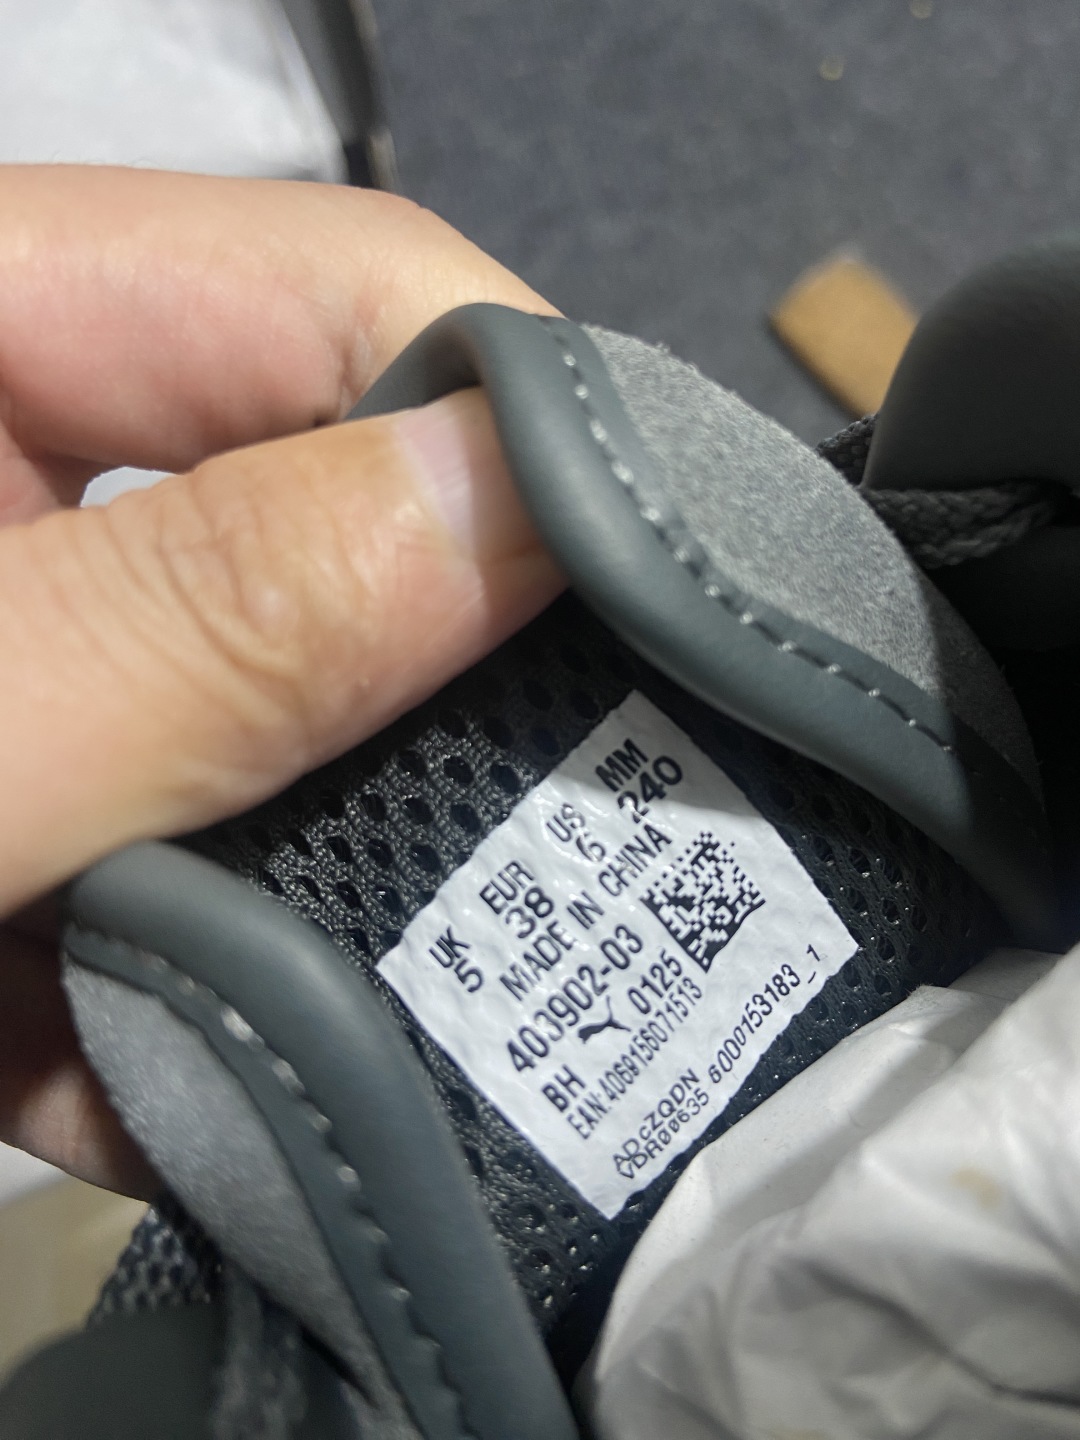 UK EUR US MM
5 38 6 240
MADE IN CHINA
403902-03
BH 0125
EAN:4069156071513
ADcZQDN 6000153183_1
VDR00635